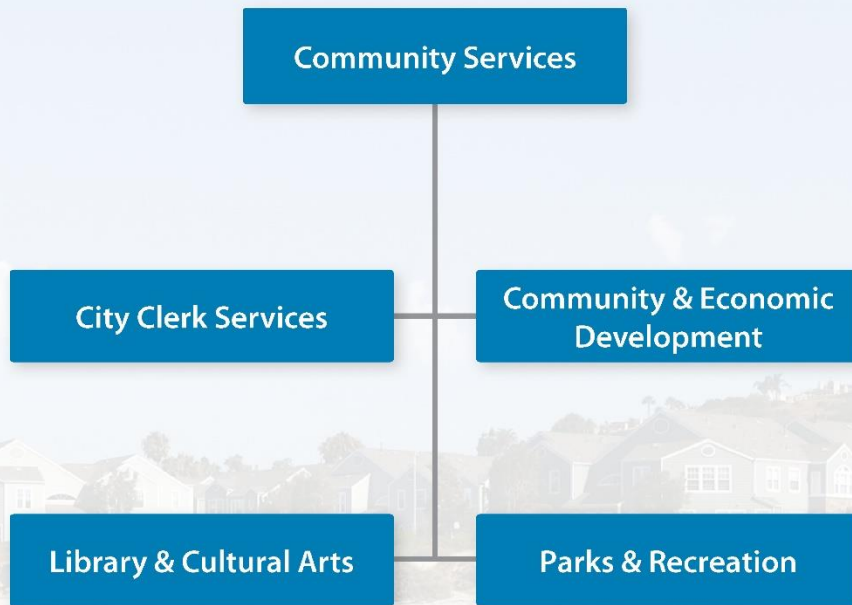 Community Services
City Clerk Services
Community & Economic
Development
Library & Cultural Arts
Parks & Recreation